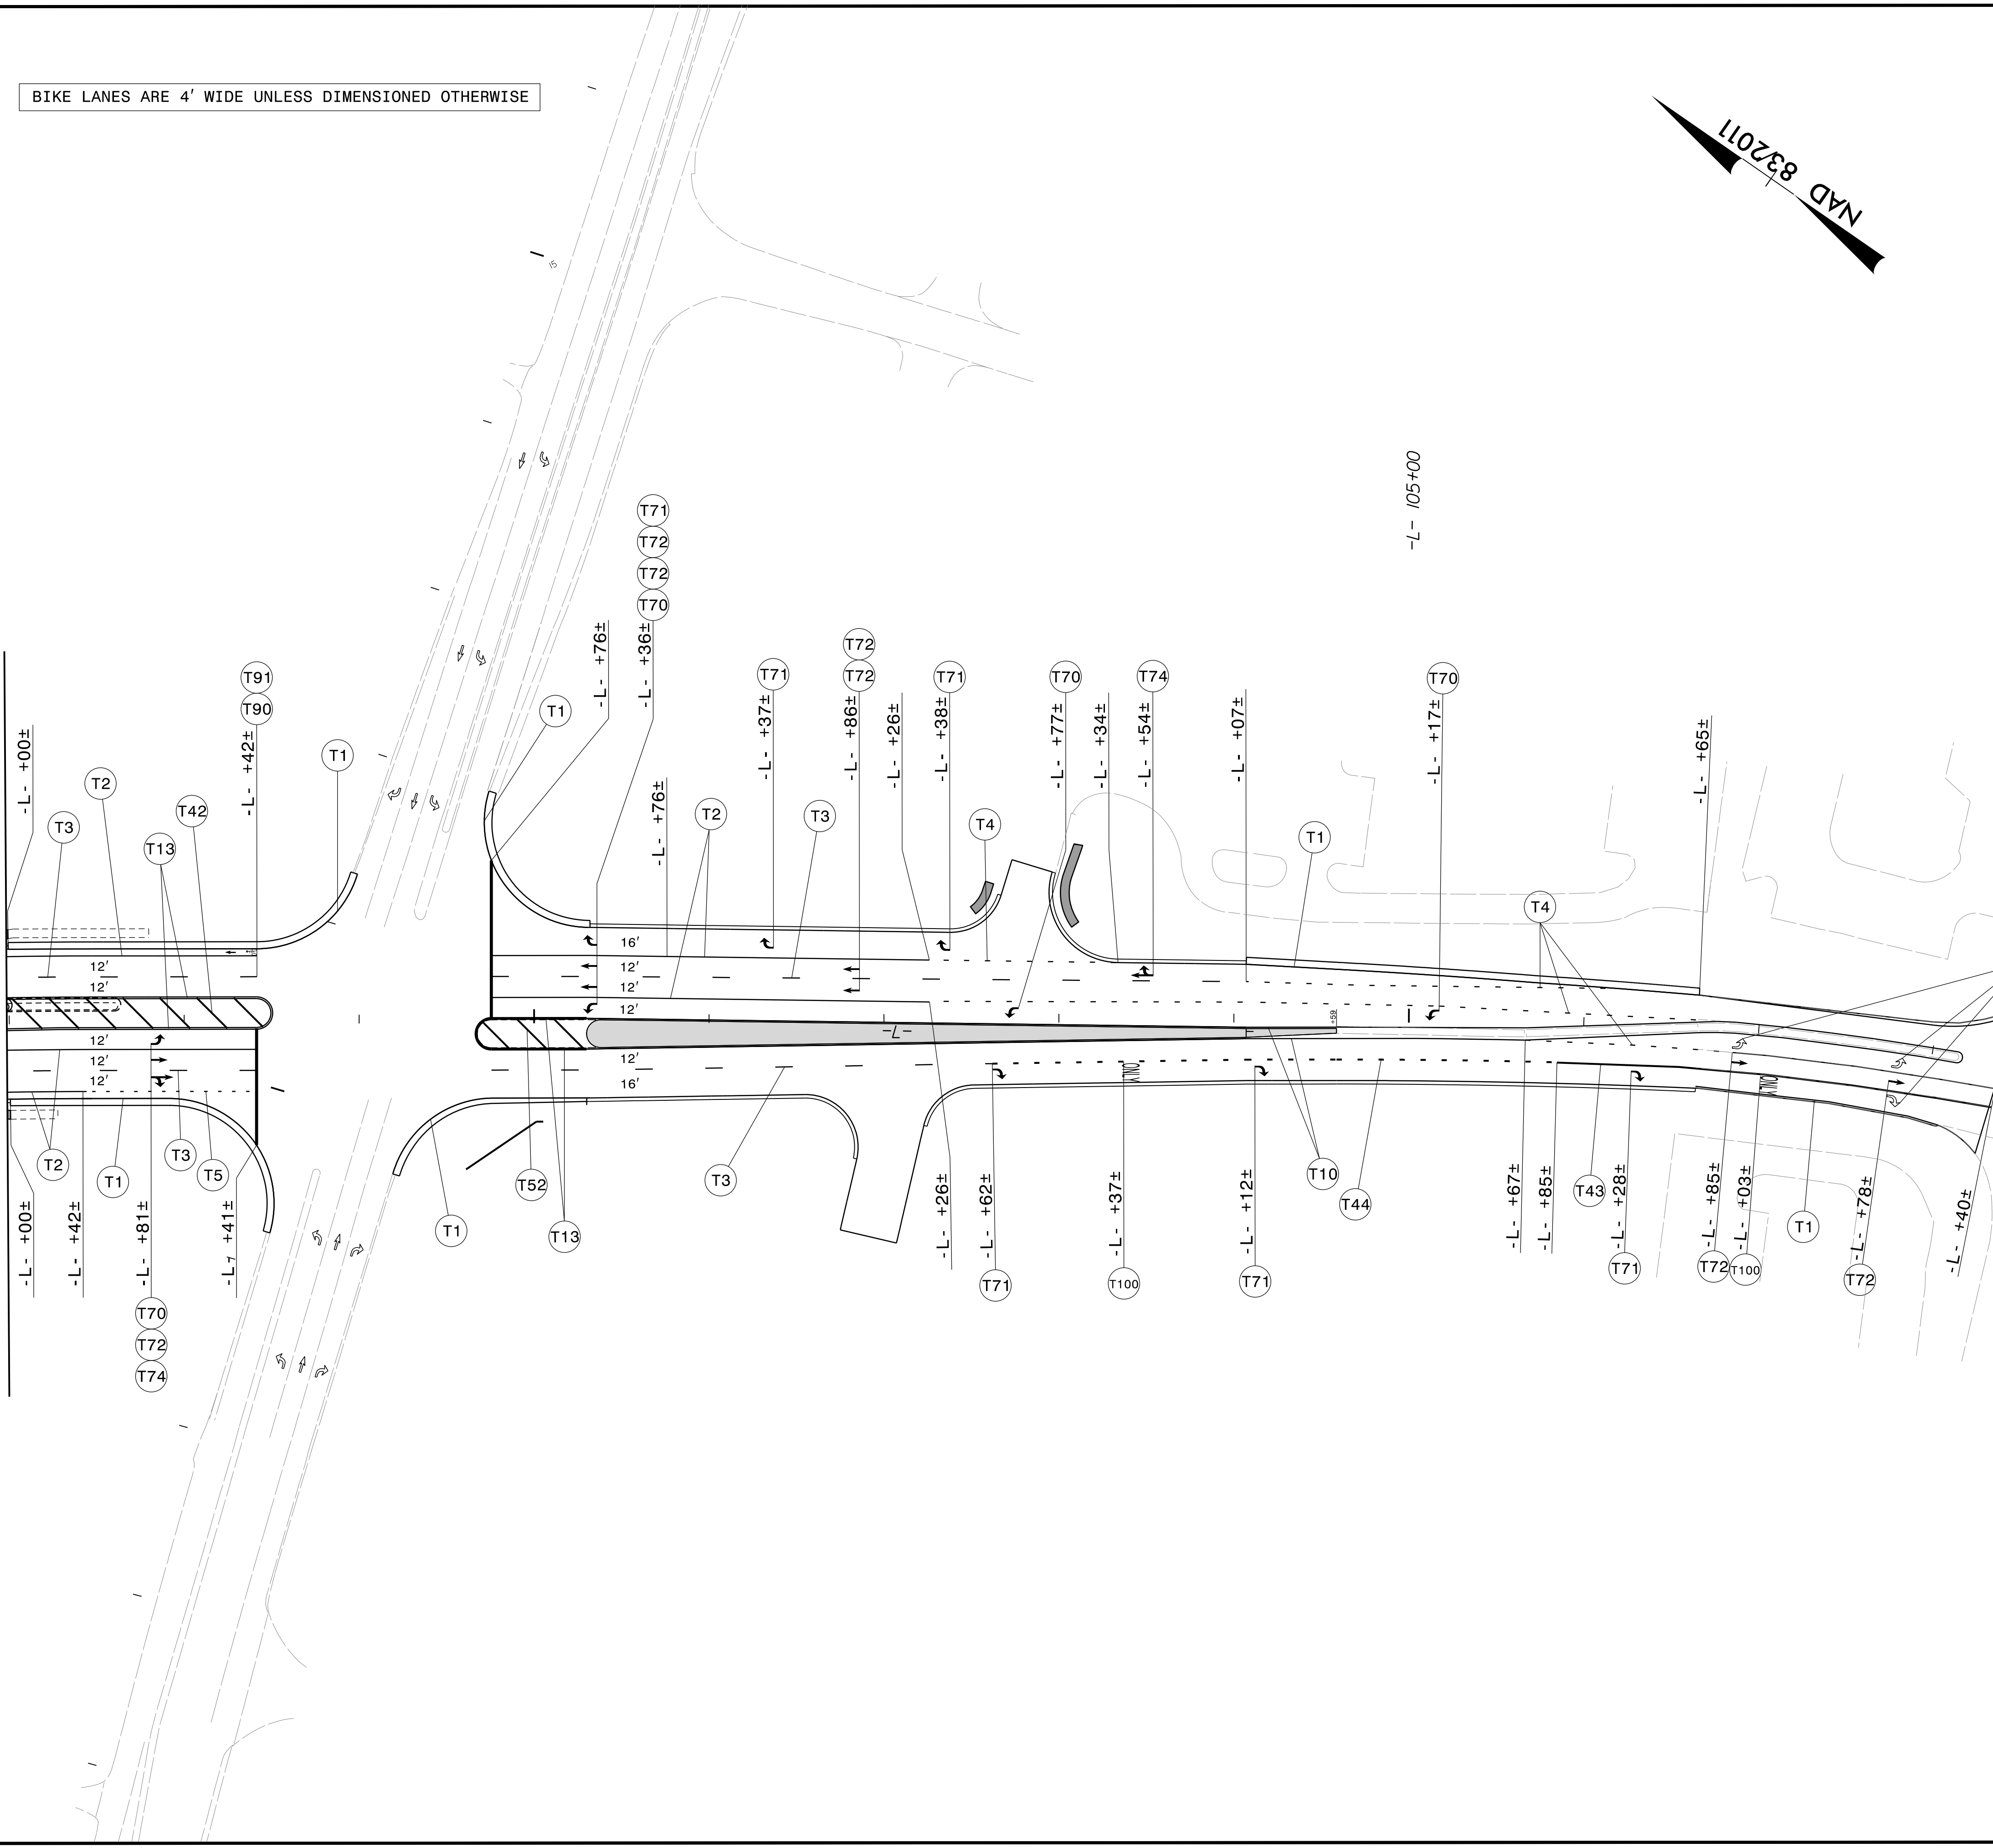 BIKE LANES ARE 4' WIDE UNLESS DIMENSIONED OTHERWISE
NAD 83/2011
15
-L- 105+00
T71
T72
T72
T70
-L- +76±
-L- +36±
T1
T72
T72
T71
T71
T70
T74
T70
T91
T90
-L- +00±
-L- +42±
T1
-L- +76±
-L- +37±
-L- +86±
-L- +26±
-L- +38±
-L- +77±
-L- +34±
-L- +54±
-L- +07±
-L- +17±
-L- +65±
T3
T2
T13
T42
T2
T3
T4
T1
T4
12'
12'
16'
12'
12'
12'
12'
12'
12'
-L-
+59
12'
16'
ONLY
ONLY
T2
T1
T3
T5
T52
T3
T10
T44
T43
T1
T13
T1
-L- +00±
-L- +42±
-L- +81±
-L- +41±
-L- +26±
-L- +62±
-L- +37±
-L- +12±
-L- +67±
-L- +85±
-L- +28±
-L- +85±
-L- +03±
-L- +78±
-L- +40±
T70
T72
T74
T71
T100
T71
T71
T72
T100
T72